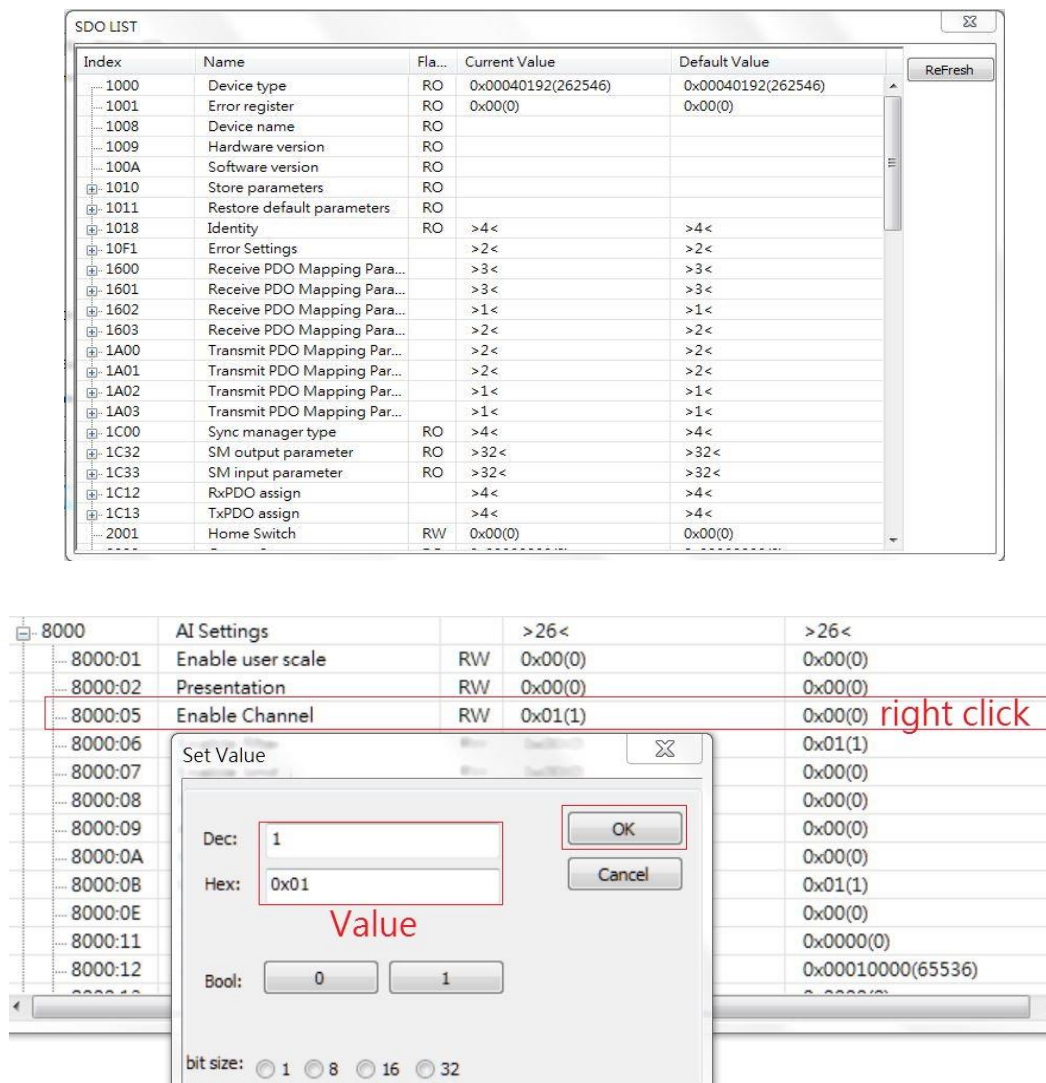 SDO LIST
Index Name Fla... Current Value Default Value
ReFresh
1000 Device type RO 0x00040192(262546) 0x00040192(262546)
1001 Error register RO 0x00(0) 0x00(0)
1008 Device name RO
1009 Hardware version RO
100A Software version RO
1010 Store parameters RO
1011 Restore default parameters RO
1018 Identity RO >4< >4<
10F1 Error Settings >2< >2<
1600 Receive PDO Mapping Para... >3< >3<
1601 Receive PDO Mapping Para... >3< >3<
1602 Receive PDO Mapping Para... >1< >1<
1603 Receive PDO Mapping Para... >2< >2<
1A00 Transmit PDO Mapping Par... >2< >2<
1A01 Transmit PDO Mapping Par... >2< >2<
1A02 Transmit PDO Mapping Par... >1< >1<
1A03 Transmit PDO Mapping Par... >1< >1<
1C00 Sync manager type RO >4< >4<
1C32 SM output parameter RO >32< >32<
1C33 SM input parameter RO >32< >32<
1C12 RxPDO assign >4< >4<
1C13 TxPDO assign >4< >4<
2001 Home Switch RW 0x00(0) 0x00(0)
8000 AI Settings >26< >26<
8000:01 Enable user scale RW 0x00(0) 0x00(0)
8000:02 Presentation RW 0x00(0) 0x00(0)
8000:05 Enable Channel RW 0x01(1) 0x00(0) right click
8000:06 0x01(1)
Set Value
8000:07 0x00(0)
8000:08 0x00(0)
8000:09 0x00(0)
Dec: 1 OK
8000:0A 0x00(0)
8000:0B 0x01(1)
Hex: 0x01 Cancel
8000:0E 0x00(0)
Value
8000:11 0x0000(0)
8000:12 0x00010000(65536)
Bool: 0 1
bit size: 1 8 16 32